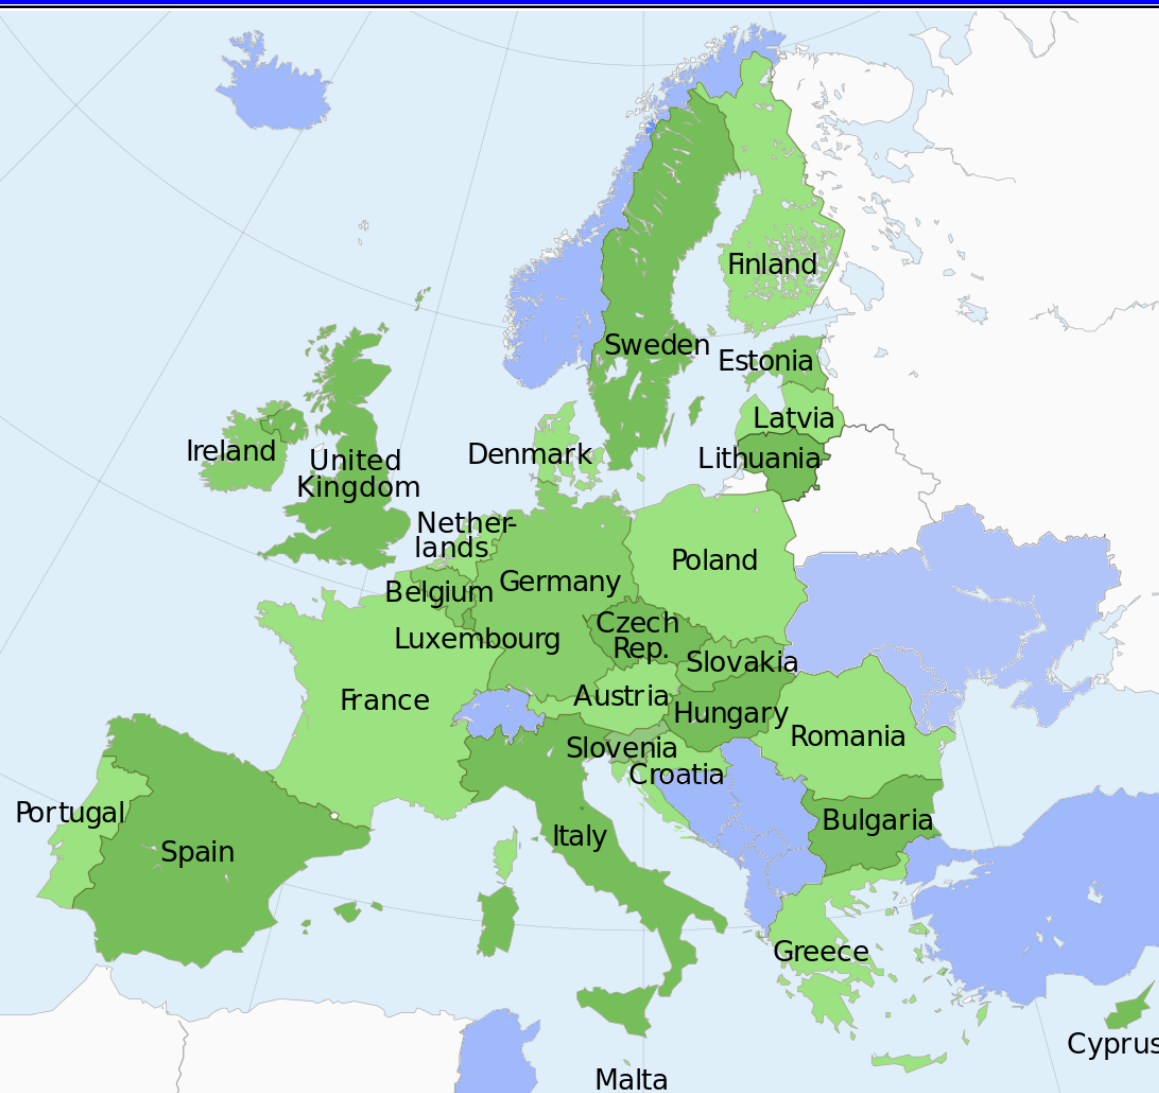 Finland
Sweden
Estonia
Latvia
Lithuania
Denmark
Ireland
United
Kingdom
Nether-
lands
Belgium
Germany
Poland
Luxembourg
Czech
Rep.
Slovakia
France
Austria
Hungary
Romania
Slovenia
Croatia
Portugal
Spain
Italy
Bulgaria
Greece
Cyprus
Malta